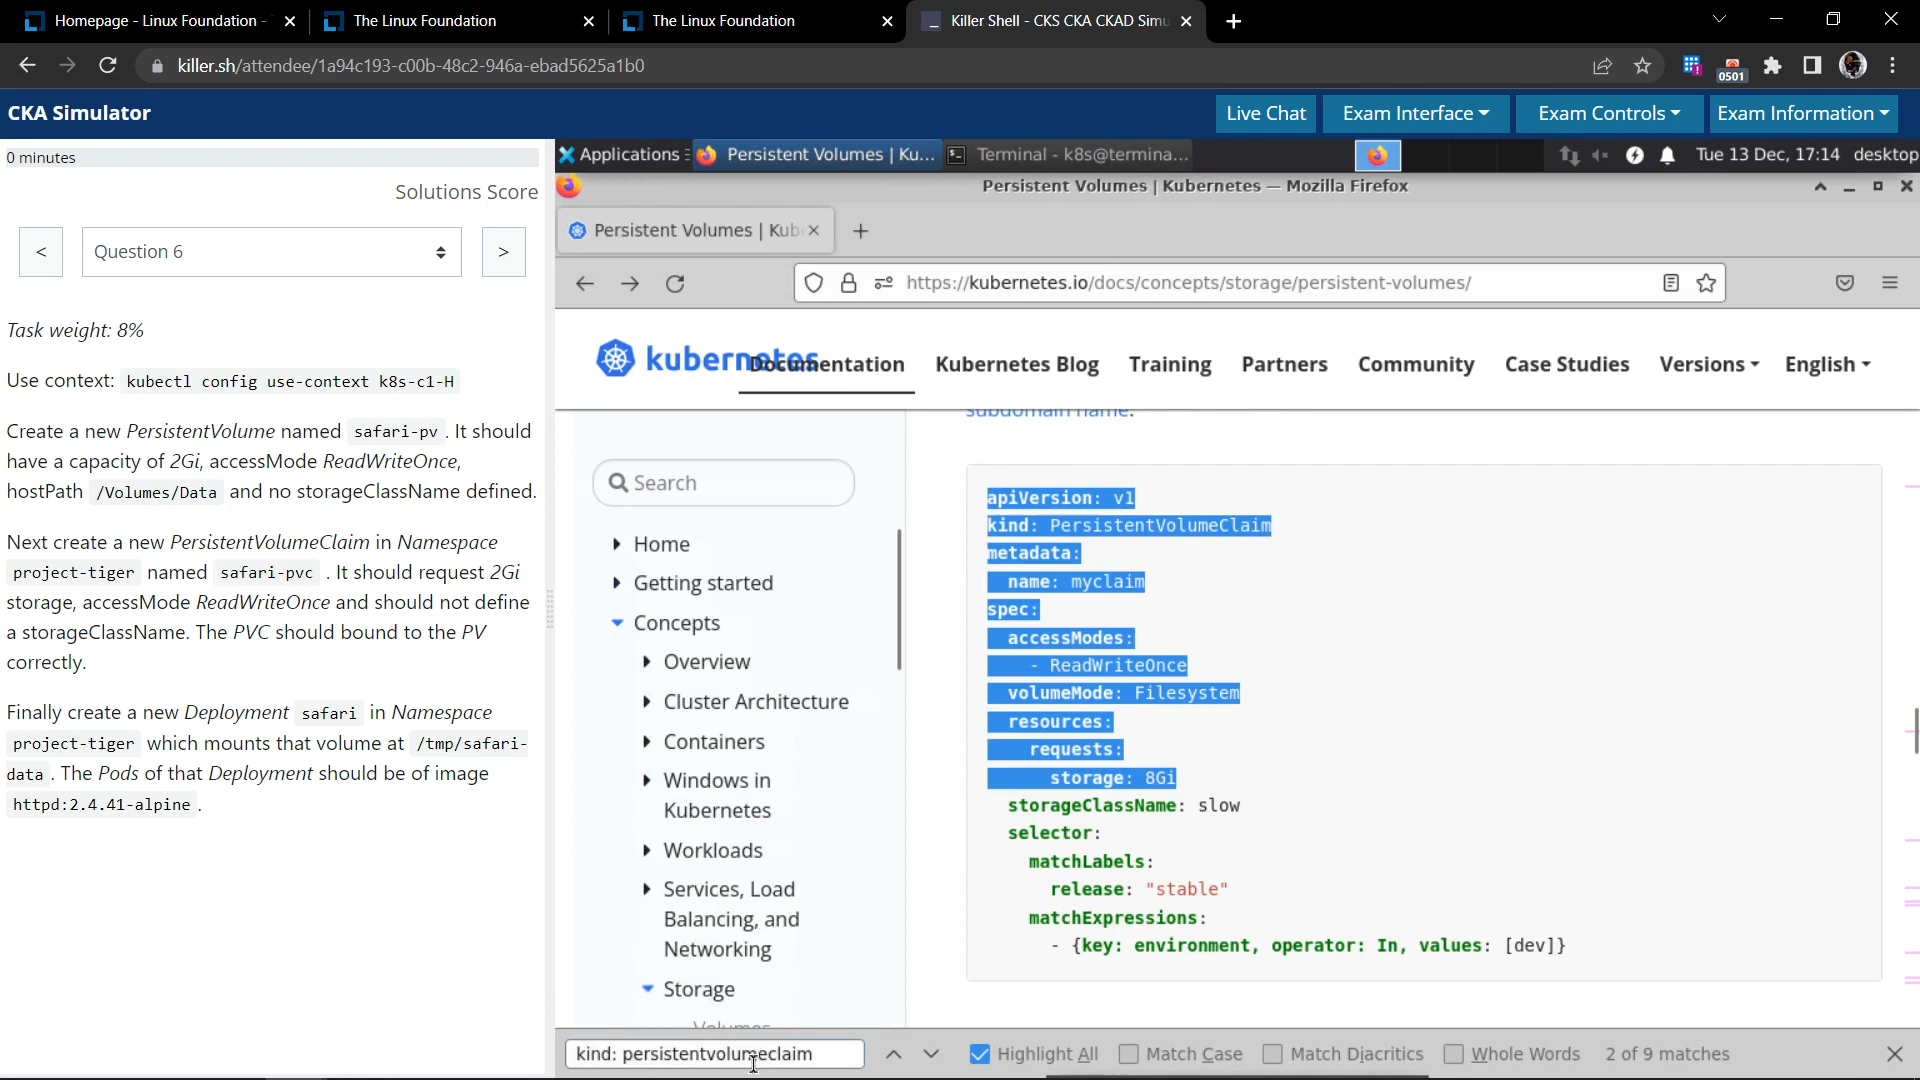 Homepage - Linux Foundation -
The Linux Foundation
The Linux Foundation
Killer Shell - CKS CKA CKAD Simu
killer.sh/attendee/1a94c193-c00b-48c2-946a-ebad5625a1b0
0501
CKA Simulator
Live Chat
Exam Interface
Exam Controls
Exam Information
0 minutes
Solutions Score
<
Question 6
>
Task weight: 8%
Use context: kubectl config use-context k8s-c1-H
Create a new PersistentVolume named safari-pv . It should
have a capacity of 2Gi, accessMode ReadWriteOnce,
hostPath /Volumes/Data and no storageClassName defined.
Next create a new PersistentVolumeClaim in Namespace
project-tiger named safari-pvc . It should request 2Gi
storage, accessMode ReadWriteOnce and should not define
a storageClassName. The PVC should bound to the PV
correctly.
Finally create a new Deployment safari in Namespace
project-tiger which mounts that volume at /tmp/safari-
data . The Pods of that Deployment should be of image
httpd:2.4.41-alpine .
Applications
Persistent Volumes | Ku...
Terminal - k8s@termina...
Tue 13 Dec, 17:14
desktop
Persistent Volumes | Kubernetes — Mozilla Firefox
Persistent Volumes | Kub
https://kubernetes.io/docs/concepts/storage/persistent-volumes/
kubernetes
Documentation
Kubernetes Blog
Training
Partners
Community
Case Studies
Versions
English
subdomain name.
Search
Home
Getting started
Concepts
Overview
Cluster Architecture
Containers
Windows in
Kubernetes
Workloads
Services, Load
Balancing, and
Networking
Storage
Volumes
apiVersion: v1
kind: PersistentVolumeClaim
metadata:
name: myclaim
spec:
accessModes:
- ReadWriteOnce
volumeMode: Filesystem
resources:
requests:
storage: 8Gi
storageClassName: slow
selector:
matchLabels:
release: "stable"
matchExpressions:
- {key: environment, operator: In, values: [dev]}
kind: persistentvolumeclaim
Highlight All
Match Case
Match Diacritics
Whole Words
2 of 9 matches